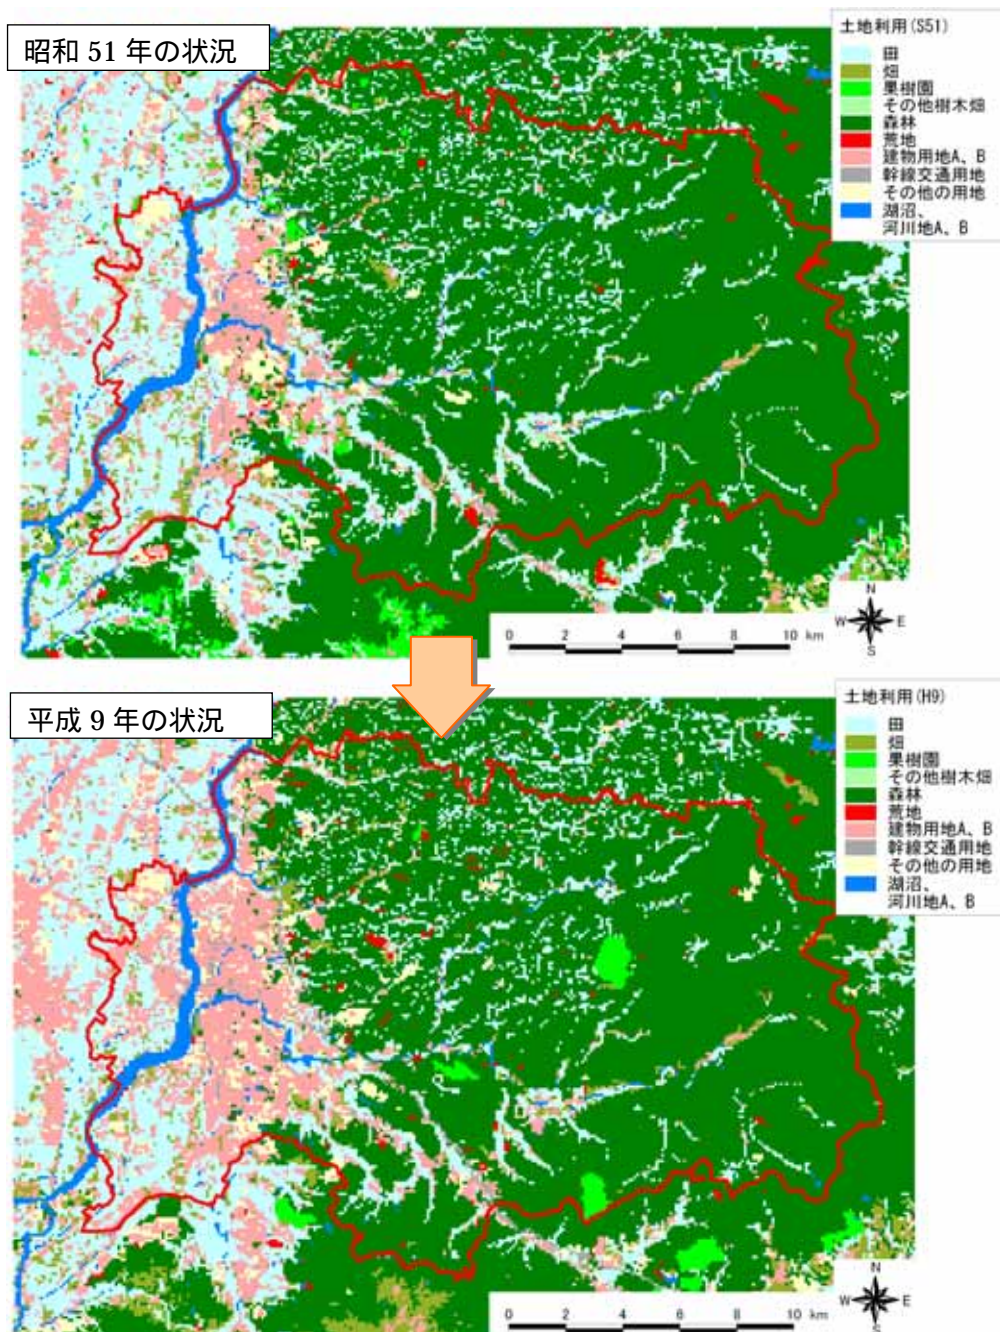 昭和 51 年の状況
土地利用(S51)
田
畑
果樹園
その他樹木畑
森林
荒地
建物用地A、B
幹線交通用地
その他の用地
湖沼、
河川地A、B
N
W E
S
0 2 4 6 8 10 km
平成 9 年の状況
土地利用(H9)
田
畑
果樹園
その他樹木畑
森林
荒地
建物用地A、B
幹線交通用地
その他の用地
湖沼、
河川地A、B
N
W E
S
0 2 4 6 8 10 km